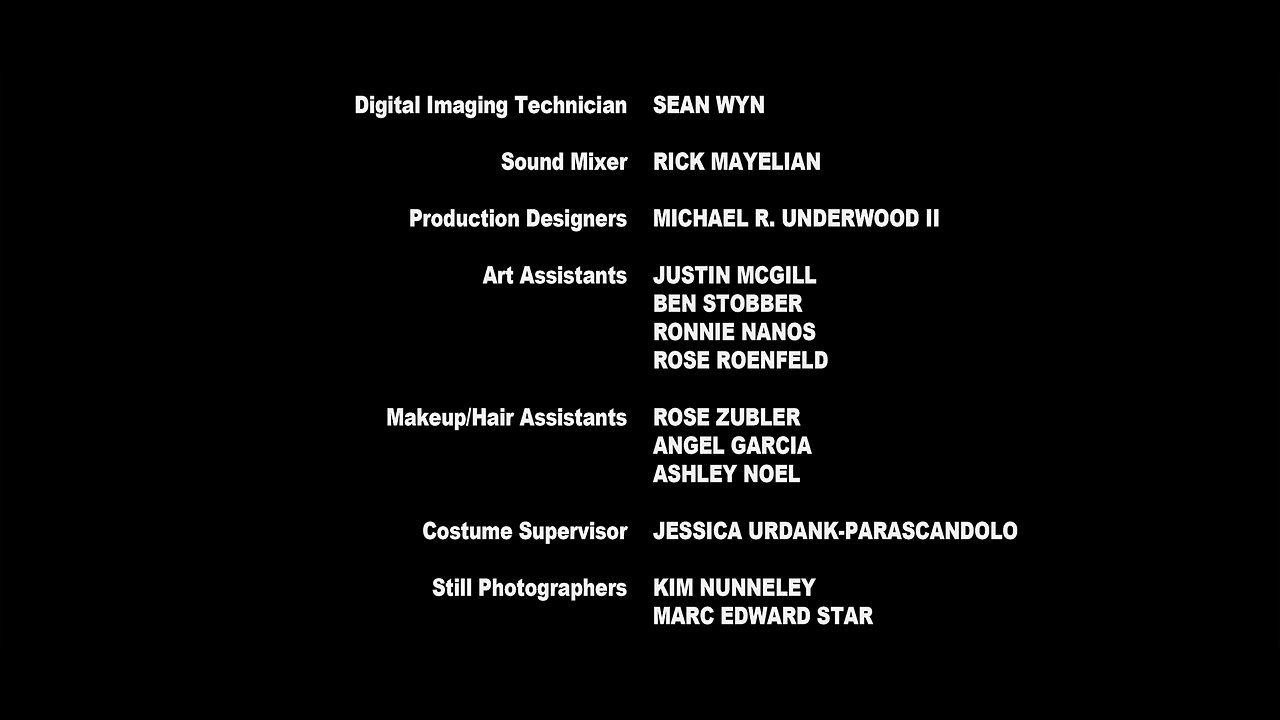 Digital Imaging Technician SEAN WYN
Sound Mixer RICK MAYELIAN
Production Designers MICHAEL R. UNDERWOOD II
Art Assistants JUSTIN MCGILL
BEN STOBBER
RONNIE NANOS
ROSE ROENFELD
Makeup/Hair Assistants ROSE ZUBLER
ANGEL GARCIA
ASHLEY NOEL
Costume Supervisor JESSICA URDANK-PARASCANDOLO
Still Photographers KIM NUNNELEY
MARC EDWARD STAR